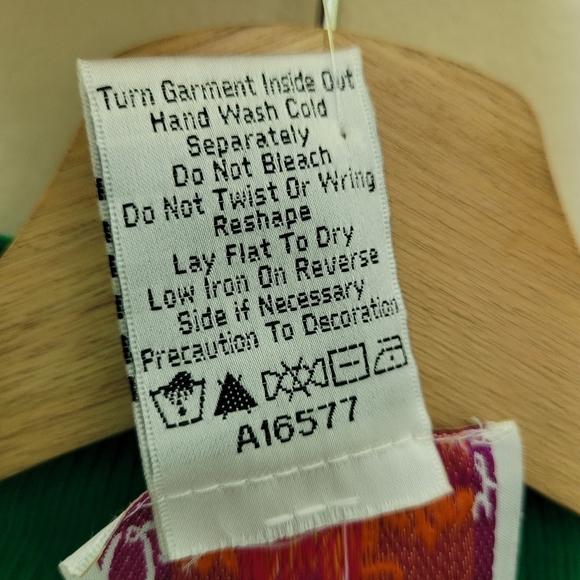 Turn Garment Inside Out
Hand Wash Cold
Separately
Do Not Bleach
Do Not Twist Or Wring
Reshape
Lay Flat To Dry
Low Iron On Reverse
Side if Necessary
Precaution To Decoration
A16577